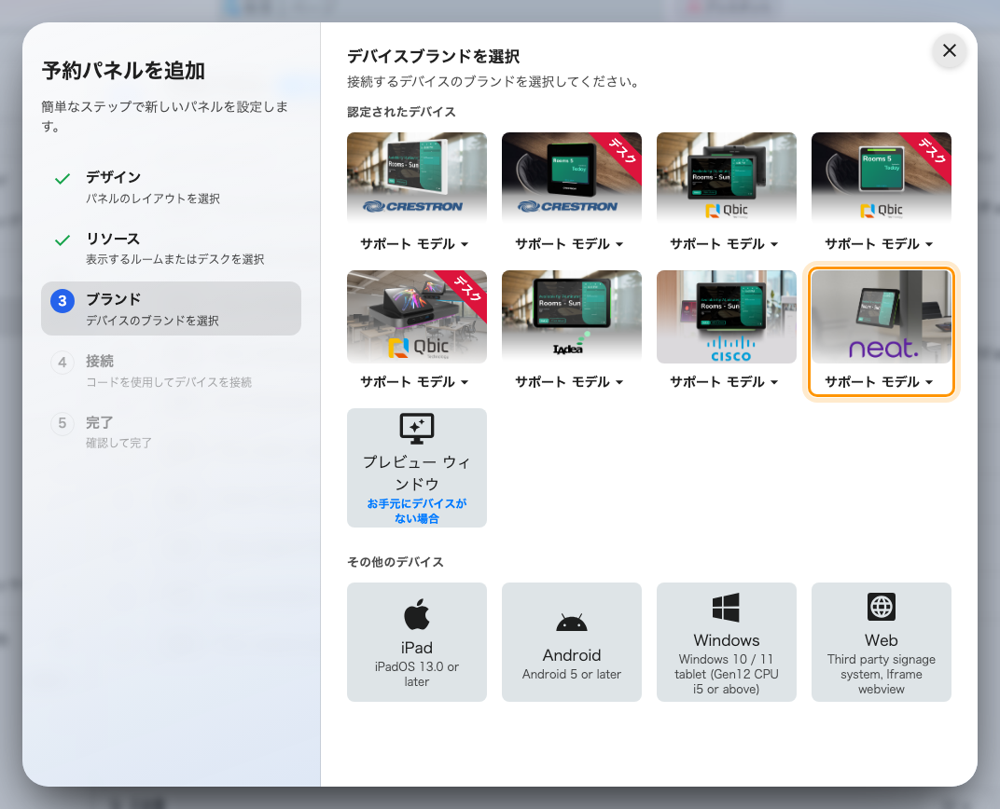 予約パネルを追加
簡単なステップで新しいパネルを設定しま
す。
デザイン
パネルのレイアウトを選択
リソース
表示するルームまたはデスクを選択
3
ブランド
デバイスのブランドを選択
4
接続
コードを使用してデバイスを接続
5
完了
確認して完了
デバイスブランドを選択
接続するデバイスのブランドを選択してください。
認定されたデバイス
Rooms - Sun
CRESTRON
サポート モデル
デスク
Rooms 5
Today
CRESTRON
サポート モデル
Rooms - Sun
Qbic
サポート モデル
デスク
Rooms 5
Today
Qbic
サポート モデル
デスク
Qbic
Technology
サポート モデル
Rooms - Sun
IAdea
サポート モデル
Rooms - Sun
CISCO
サポート モデル
neat.
サポート モデル
プレビュー ウィ
ンドウ
お手元にデバイスが
ない場合
その他のデバイス
iPad
iPadOS 13.0 or
later
Android
Android 5 or later
Windows
Windows 10 / 11
tablet (Gen12 CPU
i5 or above)
Web
Third party signage
system, Iframe
webview